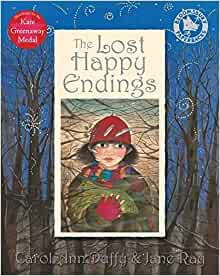 Kate
Greenaway
Medal
The
Lost
Happy
Endings
Carol Ann Duffy & Jane Ray